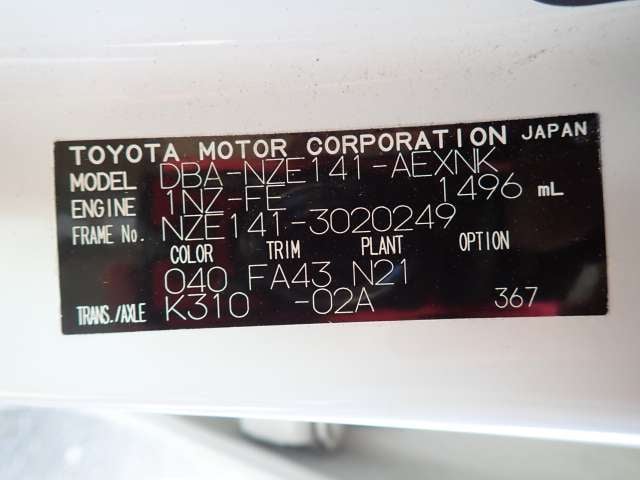 TOYOTA MOTOR CORPORATION JAPAN
MODEL DBA-NZE141-AEXNK
ENGINE 1NZ-FE 1496 mL
FRAME No. NZE141-3020249
COLOR TRIM PLANT OPTION
040 FA43 N21
TRANS./AXLE K310 -02A 367